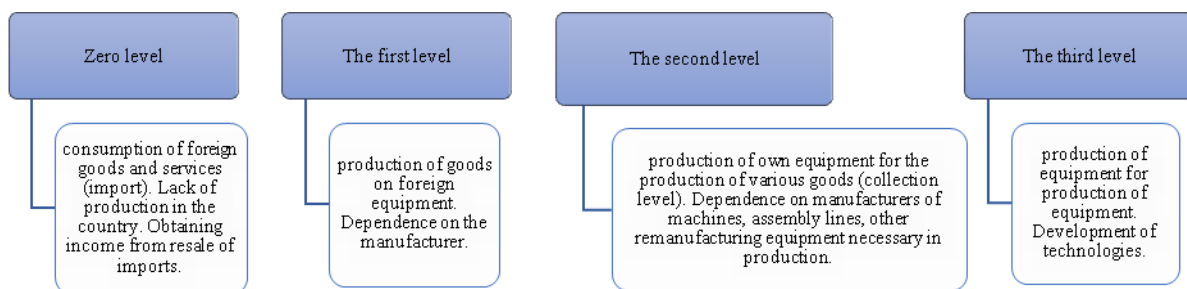 Zero level
consumption of foreign
goods and services
(import). Lack of
production in the
country. Obtaining
income from resale of
imports.
The first level
production of goods
on foreign
equipment.
Dependence on the
manufacturer.
The second level
production of own equipment for the
production of various goods (collection
level). Dependence on manufacturers of
machines, assembly lines, other
remanufacturing equipment necessary in
production.
The third level
production of
equipment for
production of
equipment.
Development of
technologies.